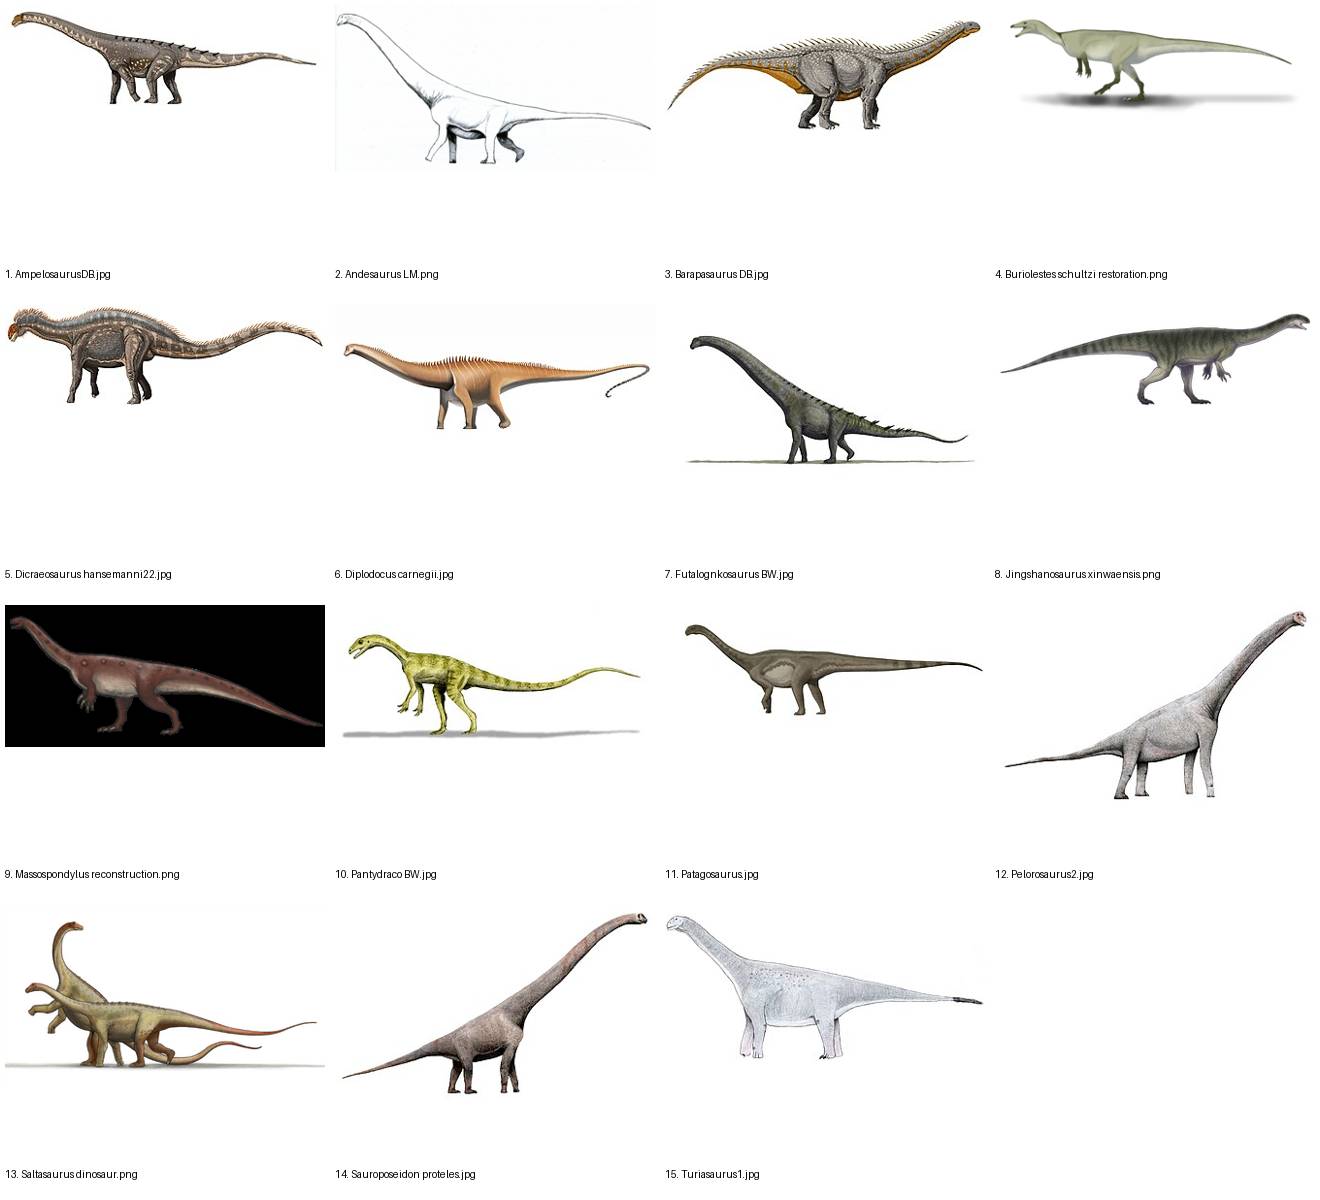 1. AmpelosaurusDB.jpg
2. Andesaurus LM.png
3. Barapasaurus DB.jpg
4. Buriolestes schultzi restoration.png
5. Dicraeosaurus hansemanni22.jpg
6. Diplodocus carnegii.jpg
7. Futalognkosaurus BW.jpg
8. Jingshanosaurus xinwaensis.png
9. Massospondylus reconstruction.png
10. Pantydraco BW.jpg
11. Patagosaurus.jpg
12. Pelorosaurus2.jpg
13. Saltasaurus dinosaur.png
14. Sauroposeidon proteles.jpg
15. Turiasaurus1.jpg